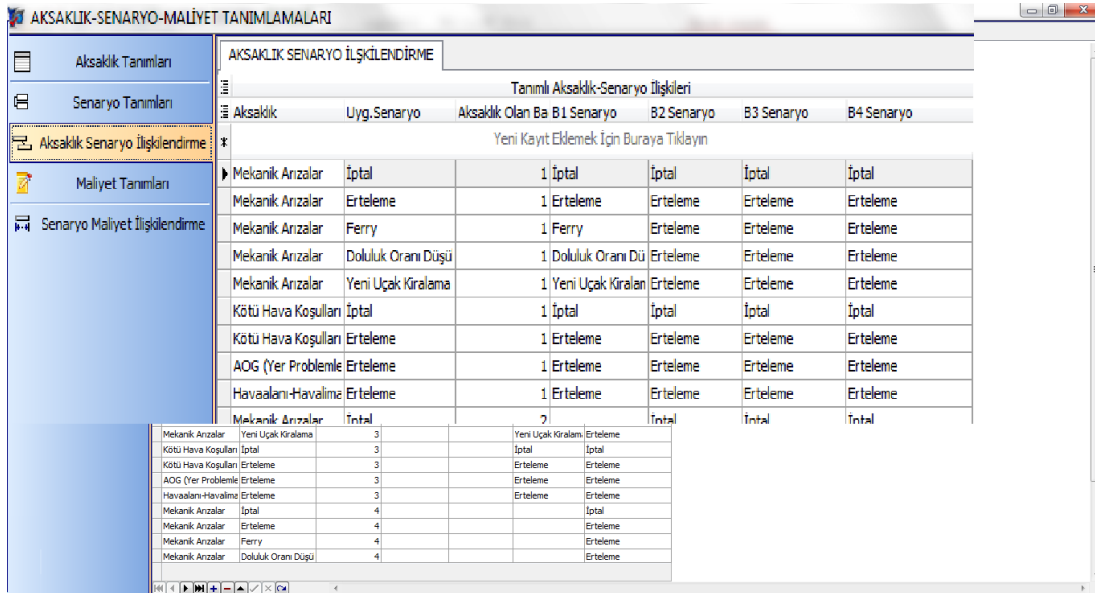 AKSAKLIK-SENARYO-MALİYET TANIMLAMALARI
Aksaklık Tanımları
Senaryo Tanımları
Aksaklık Senaryo İlişkilendirme
Maliyet Tanımları
Senaryo Maliyet İlişkilendirme
AKSAKLIK SENARYO İLŞKİLENDİRME
Tanımlı Aksaklık-Senaryo İlişkileri
Aksaklık Uyg.Senaryo Aksaklık Olan Ba B1 Senaryo B2 Senaryo B3 Senaryo B4 Senaryo
Yeni Kayıt Eklemek İçin Buraya Tıklayın
Mekanik Arızalar İptal 1 İptal İptal İptal İptal
Mekanik Arızalar Erteleme 1 Erteleme Erteleme Erteleme Erteleme
Mekanik Arızalar Ferry 1 Ferry Erteleme Erteleme Erteleme
Mekanik Arızalar Doluluk Oranı Düşü 1 Doluluk Oranı Dü Erteleme Erteleme Erteleme
Mekanik Arızalar Yeni Uçak Kiralama 1 Yeni Uçak Kiralan Erteleme Erteleme Erteleme
Kötü Hava Koşulları İptal 1 İptal İptal İptal İptal
Kötü Hava Koşulları Erteleme 1 Erteleme Erteleme Erteleme Erteleme
AOG (Yer Problemle Erteleme 1 Erteleme Erteleme Erteleme Erteleme
Havaalanı-Havalima Erteleme 1 Erteleme Erteleme Erteleme Erteleme
Mekanik Arızalar İptal 2 İptal İptal İptal
Mekanik Arızalar Yeni Uçak Kiralama 3 Yeni Uçak Kiralam Erteleme
Kötü Hava Koşulları İptal 3 İptal İptal
Kötü Hava Koşulları Erteleme 3 Erteleme Erteleme
AOG (Yer Problemle Erteleme 3 Erteleme Erteleme
Havaalanı-Havalima Erteleme 3 Erteleme Erteleme
Mekanik Arızalar İptal 4 İptal
Mekanik Arızalar Erteleme 4 Erteleme
Mekanik Arızalar Ferry 4 Erteleme
Mekanik Arızalar Doluluk Oranı Düşü 4 Erteleme